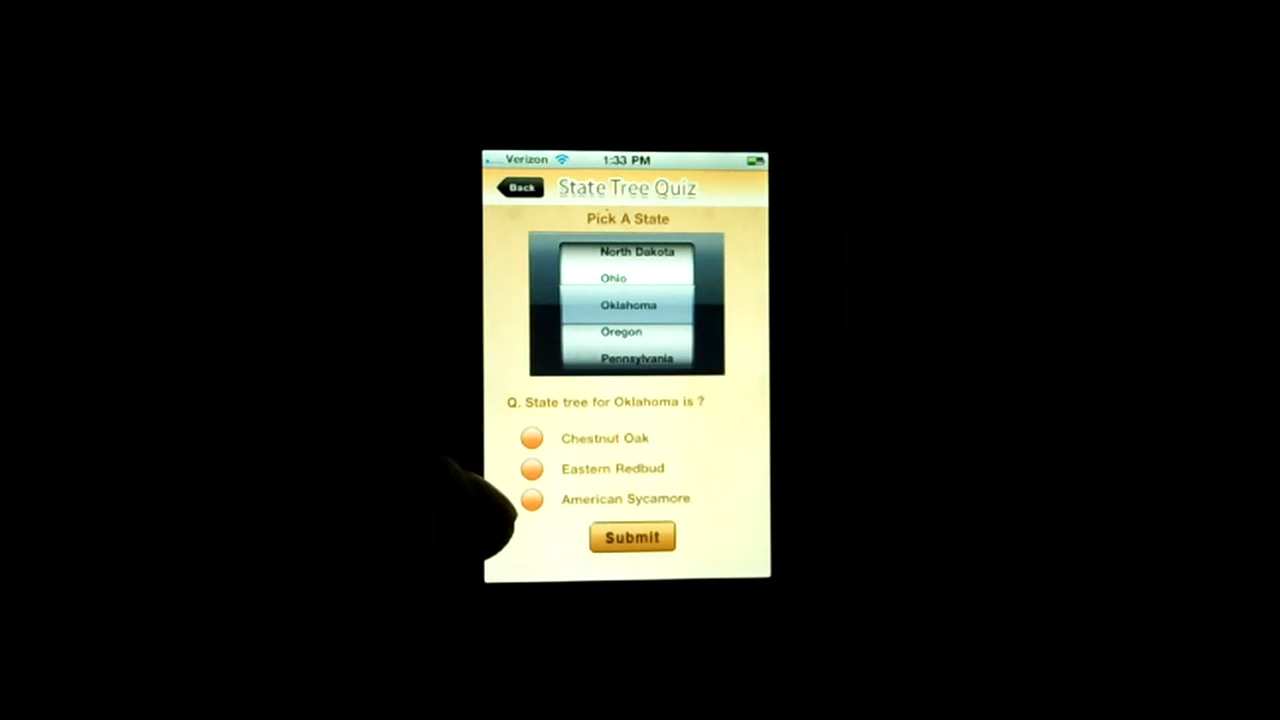 Verizon 1:33 PM
Back State Tree Quiz
Pick A State
North Dakota
Ohio
Oklahoma
Oregon
Pennsylvania
Q. State tree for Oklahoma is ?
Chestnut Oak
Eastern Redbud
American Sycamore
Submit